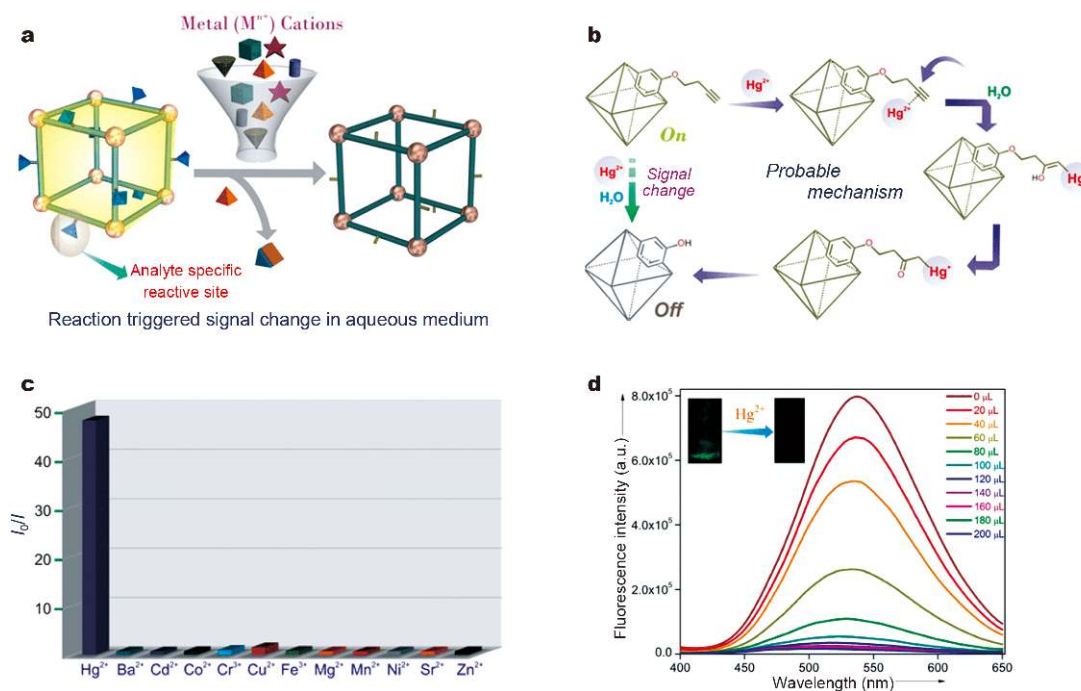 a
Metal (Mⁿ⁺) Cations
Analyte specific
reactive site
Reaction triggered signal change in aqueous medium
b
Hg²⁺
On
Hg²⁺
H₂O
Hg²⁺
H₂O
Signal
change
Probable
mechanism
HO
Hg
OH
Off
O
O
Hg⁺
c
I₀/I
50
40
30
20
10
Hg²⁺ Ba²⁺ Cd²⁺ Co²⁺ Cr³⁺ Cu²⁺ Fe³⁺ Mg²⁺ Mn²⁺ Ni²⁺ Sr²⁺ Zn²⁺
d
Fluorescence intensity (a.u.)
8.0x10⁵
6.0x10⁵
4.0x10⁵
2.0x10⁵
0.0
400 450 500 550 600 650
Wavelength (nm)
Hg²⁺
0 µL
20 µL
40 µL
60 µL
80 µL
100 µL
120 µL
140 µL
160 µL
180 µL
200 µL